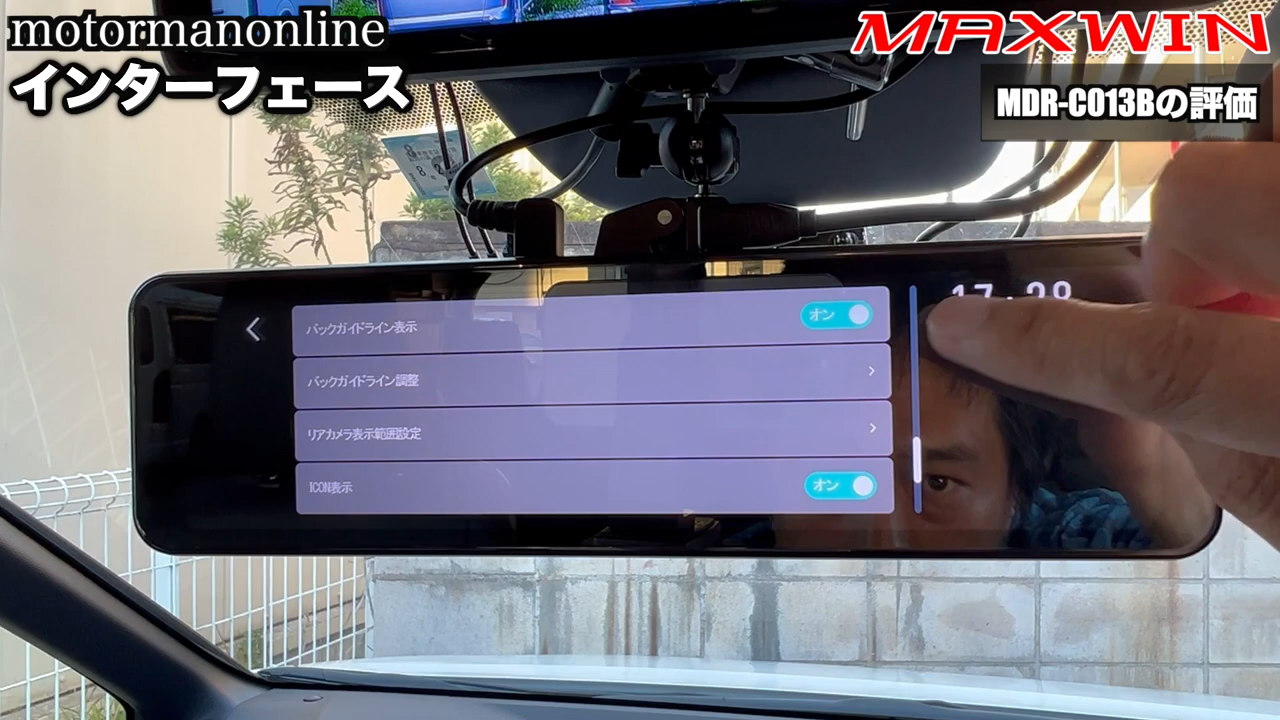 motormanonline
インターフェース
MAXWIN
MDR-C013Bの評価
17:28
バックガイドライン表示
オン
バックガイドライン調整
リアカメラ表示範囲設定
ICON表示
オン